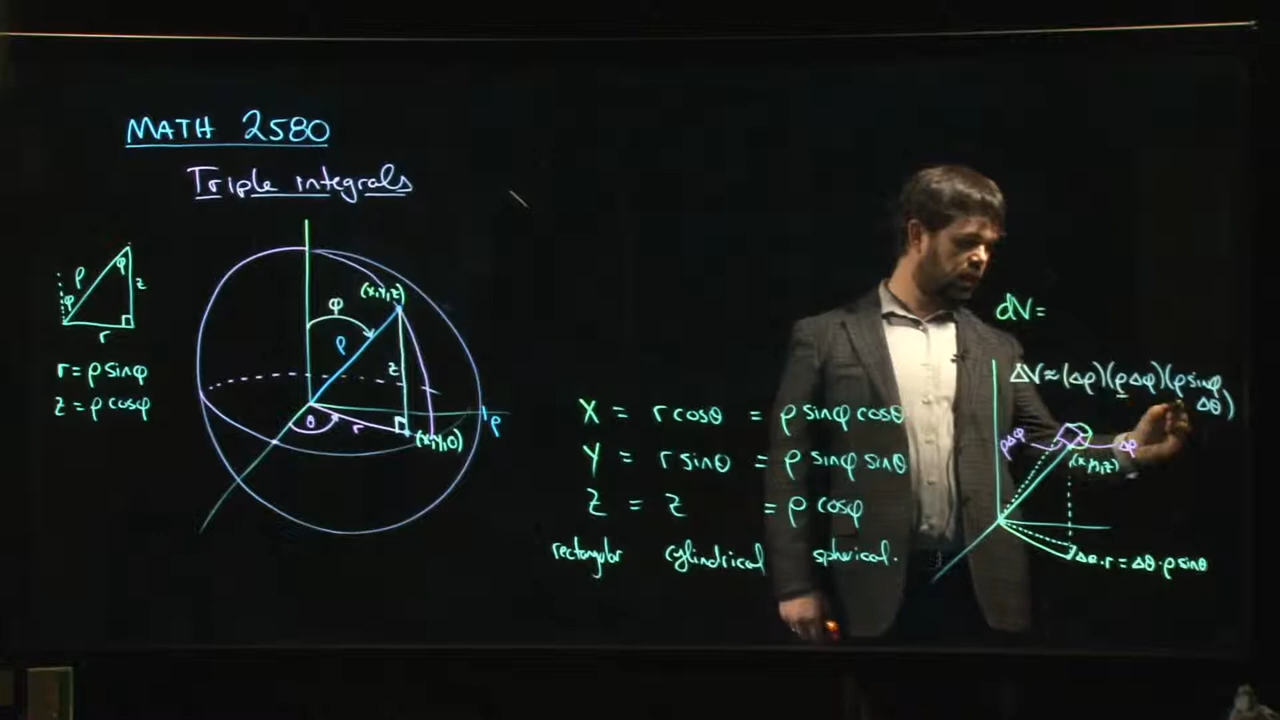 MATH 2580
Triple integrals
ρ
φ
z
φ
r
r = ρ sinφ
z = ρ cosφ
φ
(x,y,z)
ρ
z
θ
r
(x,y,0)
ρ
x = r cosθ = ρ sinφ cosθ
y = r sinθ = ρ sinφ sinθ
z = z = ρ cosφ
rectangular cylindrical spherical.
dV =
ΔV ≈ (Δρ)(ρ Δφ)(ρ sinφ
Δθ)
ρΔφ
Δρ
(x,y,z)
Δθ·r = Δθ·ρ sinθ